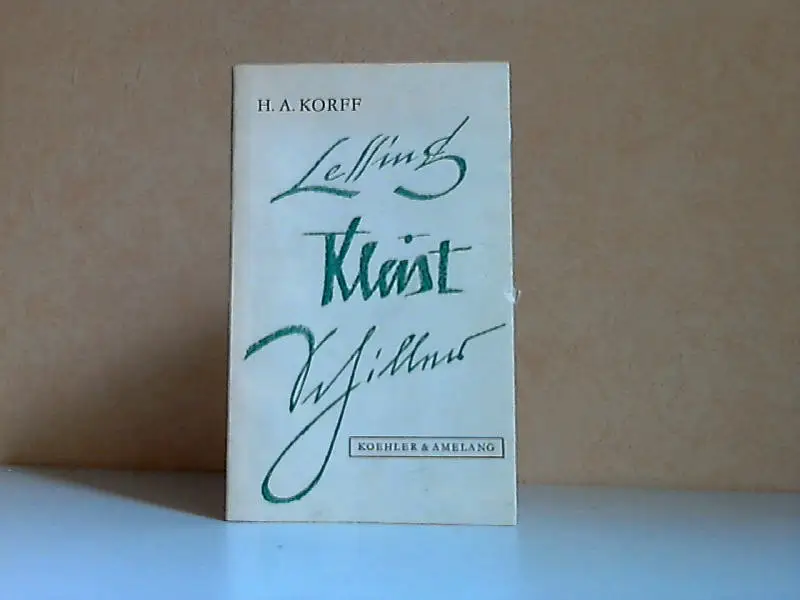 H. A. KORFF
Lessing
Kleist
Schiller
KOEHLER & AMELANG